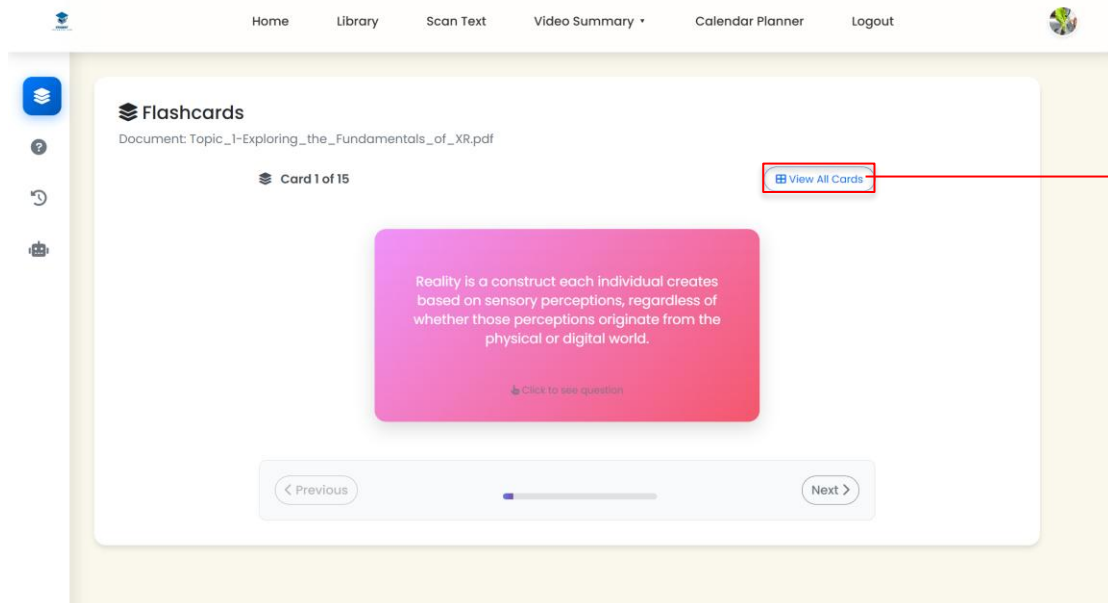 Home Library Scan Text Video Summary Calendar Planner Logout
Flashcards
Document: Topic_1-Exploring_the_Fundamentals_of_XR.pdf
Card 1 of 15
View All Cards
Reality is a construct each individual creates
based on sensory perceptions, regardless of
whether those perceptions originate from the
physical or digital world.
Click to see question
Previous
Next